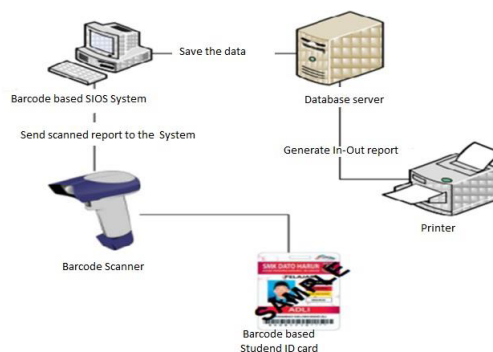 Save the data
Barcode based SIOS System
Database server
Send scanned report to the System
Generate In-Out report
Printer
Barcode Scanner
SMK DATO HARUN
SAMPLE
ADLI
Barcode based
Studend ID card